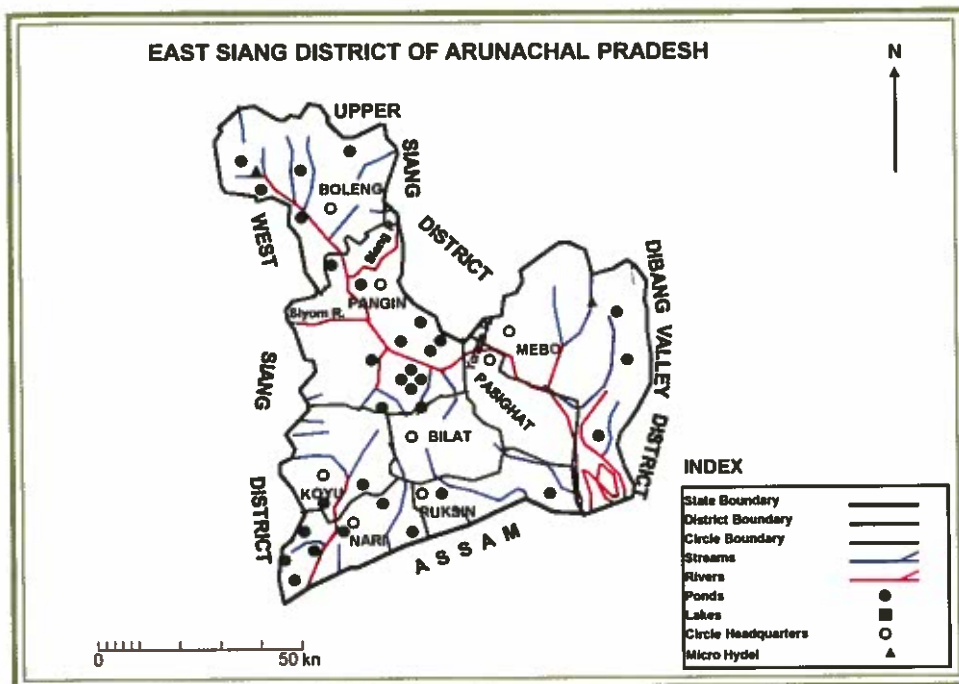 EAST SIANG DISTRICT OF ARUNACHAL PRADESH
N
UPPER
SIANG
DISTRICT
BOLENG
WEST
Siang R
DIBANG VALLEY DISTRICT
PANGIN
Siyom R.
MEBO
SIANG
PASIGHAT
BILAT
DISTRICT
KOYU
RUKSIN
NARI
ASSAM
INDEX
State Boundary
District Boundary
Circle Boundary
Streams
Rivers
Ponds
Lakes
Circle Headquarters
Micro Hydel
0 50 kn